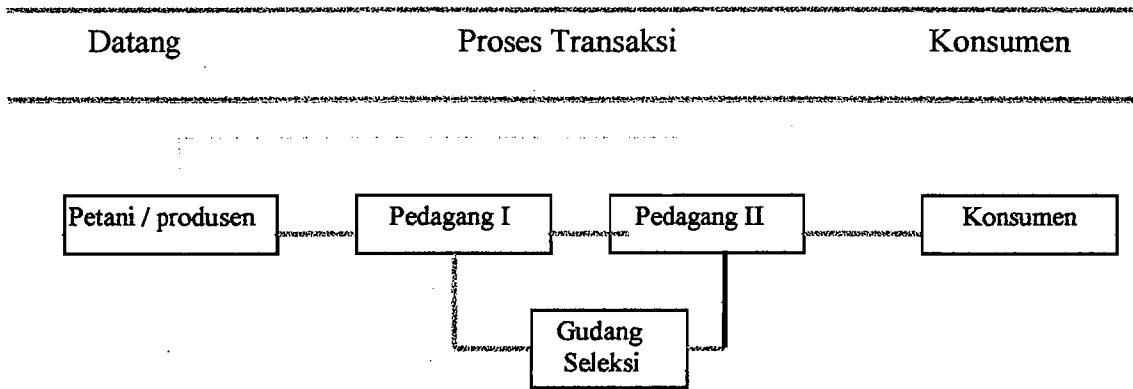 Datang Proses Transaksi Konsumen
Petani / produsen Pedagang I Pedagang II Konsumen
Gudang
Seleksi